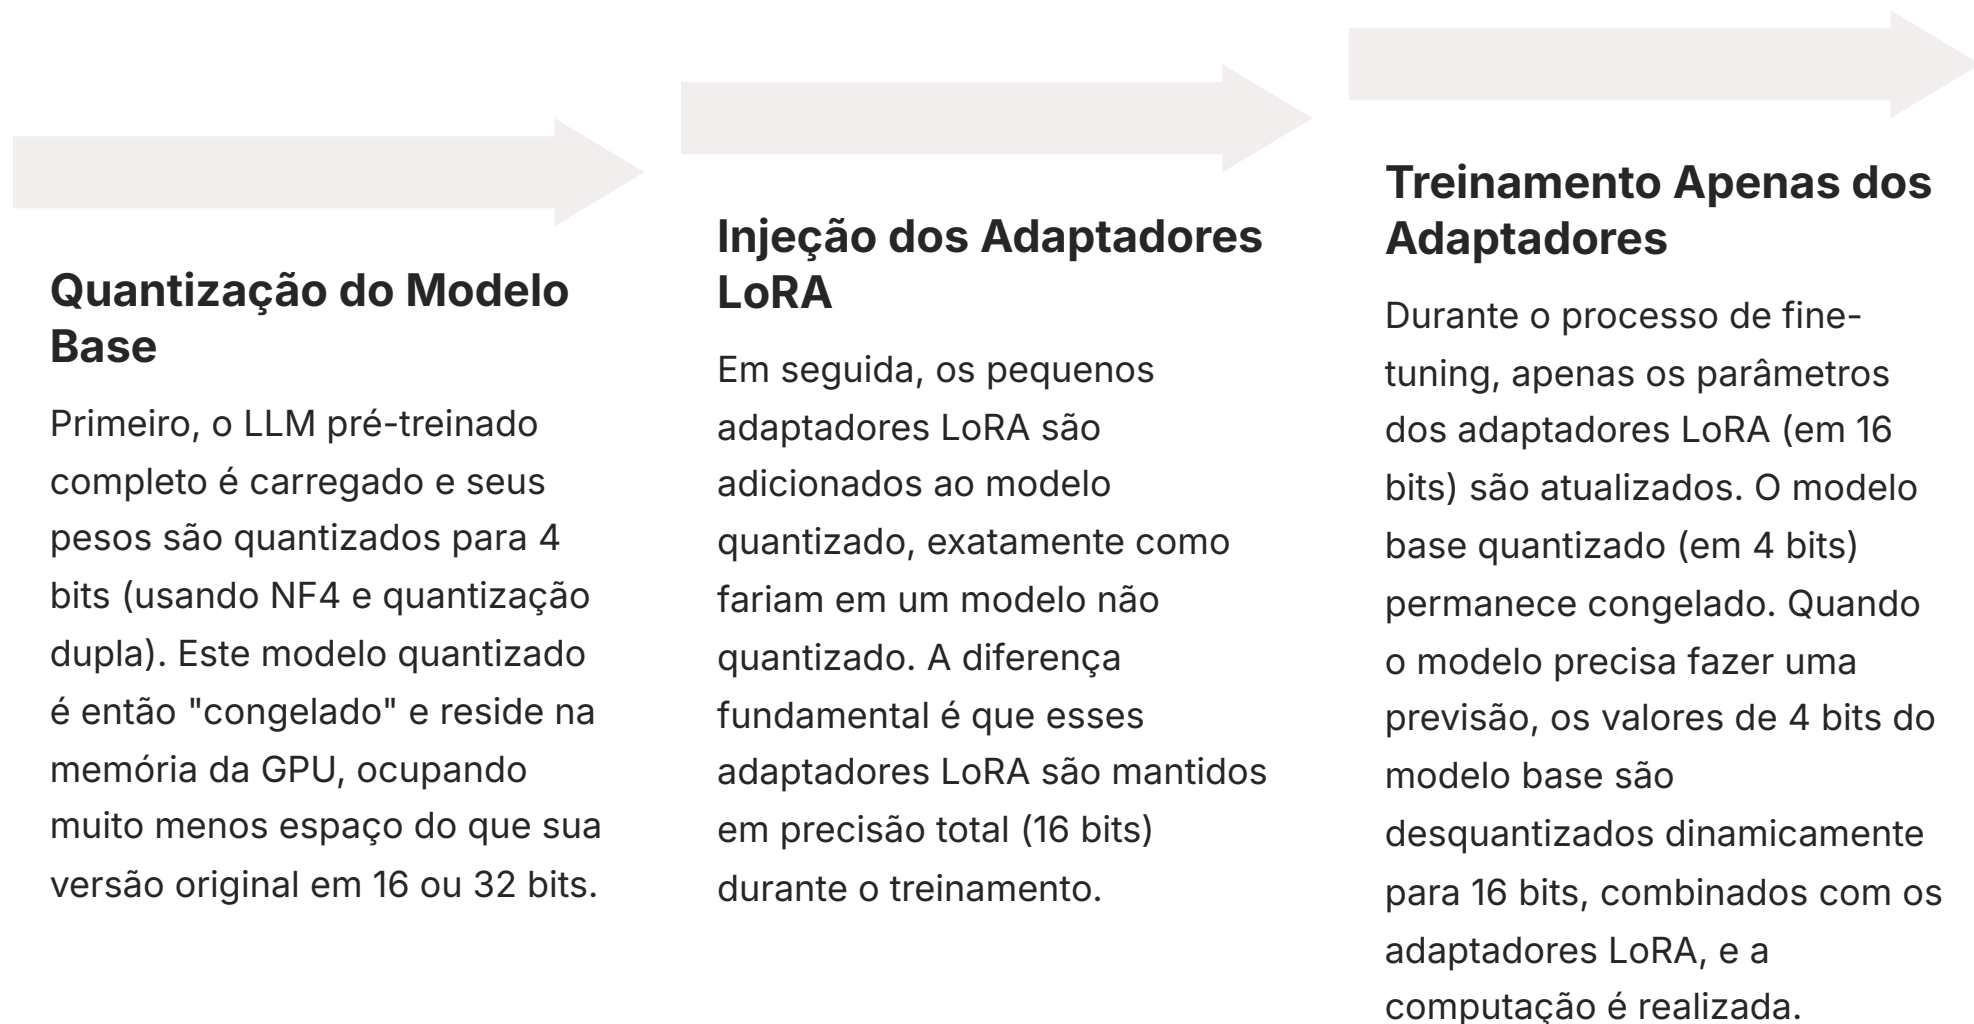 Quantização do Modelo
Base
Primeiro, o LLM pré-treinado
completo é carregado e seus
pesos são quantizados para 4
bits (usando NF4 e quantização
dupla). Este modelo quantizado
é então "congelado" e reside na
memória da GPU, ocupando
muito menos espaço do que sua
versão original em 16 ou 32 bits.
Injeção dos Adaptadores
LoRA
Em seguida, os pequenos
adaptadores LoRA são
adicionados ao modelo
quantizado, exatamente como
fariam em um modelo não
quantizado. A diferença
fundamental é que esses
adaptadores LoRA são mantidos
em precisão total (16 bits)
durante o treinamento.
Treinamento Apenas dos
Adaptadores
Durante o processo de fine-
tuning, apenas os parâmetros
dos adaptadores LoRA (em 16
bits) são atualizados. O modelo
base quantizado (em 4 bits)
permanece congelado. Quando
o modelo precisa fazer uma
previsão, os valores de 4 bits do
modelo base são
desquantizados dinamicamente
para 16 bits, combinados com os
adaptadores LoRA, e a
computação é realizada.